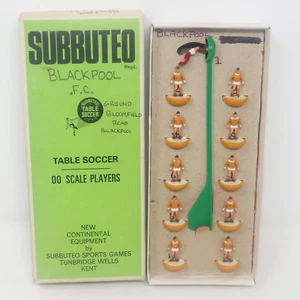 SUBBUTEO
Regd.
BLACKPOOL
F.C.
SUBBUTEO
TABLE
SOCCER
GROUND
BLOOMFIELD
ROAD
BLACKPOOL
TABLE SOCCER
00 SCALE PLAYERS
NEW
CONTINENTAL
EQUIPMENT
by
SUBBUTEO SPORTS GAMES
TUNBRIDGE WELLS
KENT
BLACKPOOL
1